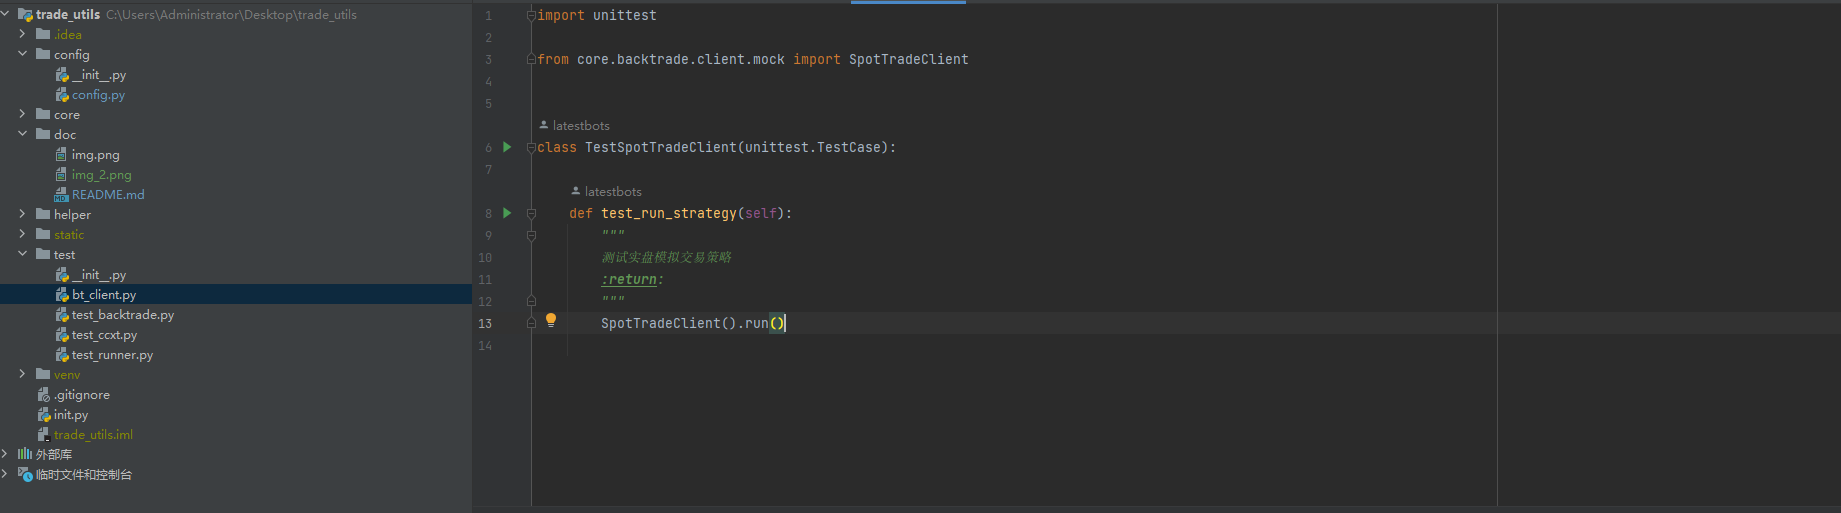 trade_utils C:\Users\Administrator\Desktop\trade_utils
.idea
config
__init__.py
config.py
core
doc
img.png
img_2.png
README.md
helper
static
test
__init__.py
bt_client.py
test_backtrade.py
test_ccxt.py
test_runner.py
venv
.gitignore
init.py
trade_utils.iml
外部库
临时文件和控制台
1 import unittest
2
3 from core.backtrade.client.mock import SpotTradeClient
4
5
latestbots
6 class TestSpotTradeClient(unittest.TestCase):
7
latestbots
8 def test_run_strategy(self):
9 """
10 测试实盘模拟交易策略
11 :return:
12 """
13 SpotTradeClient().run()
14